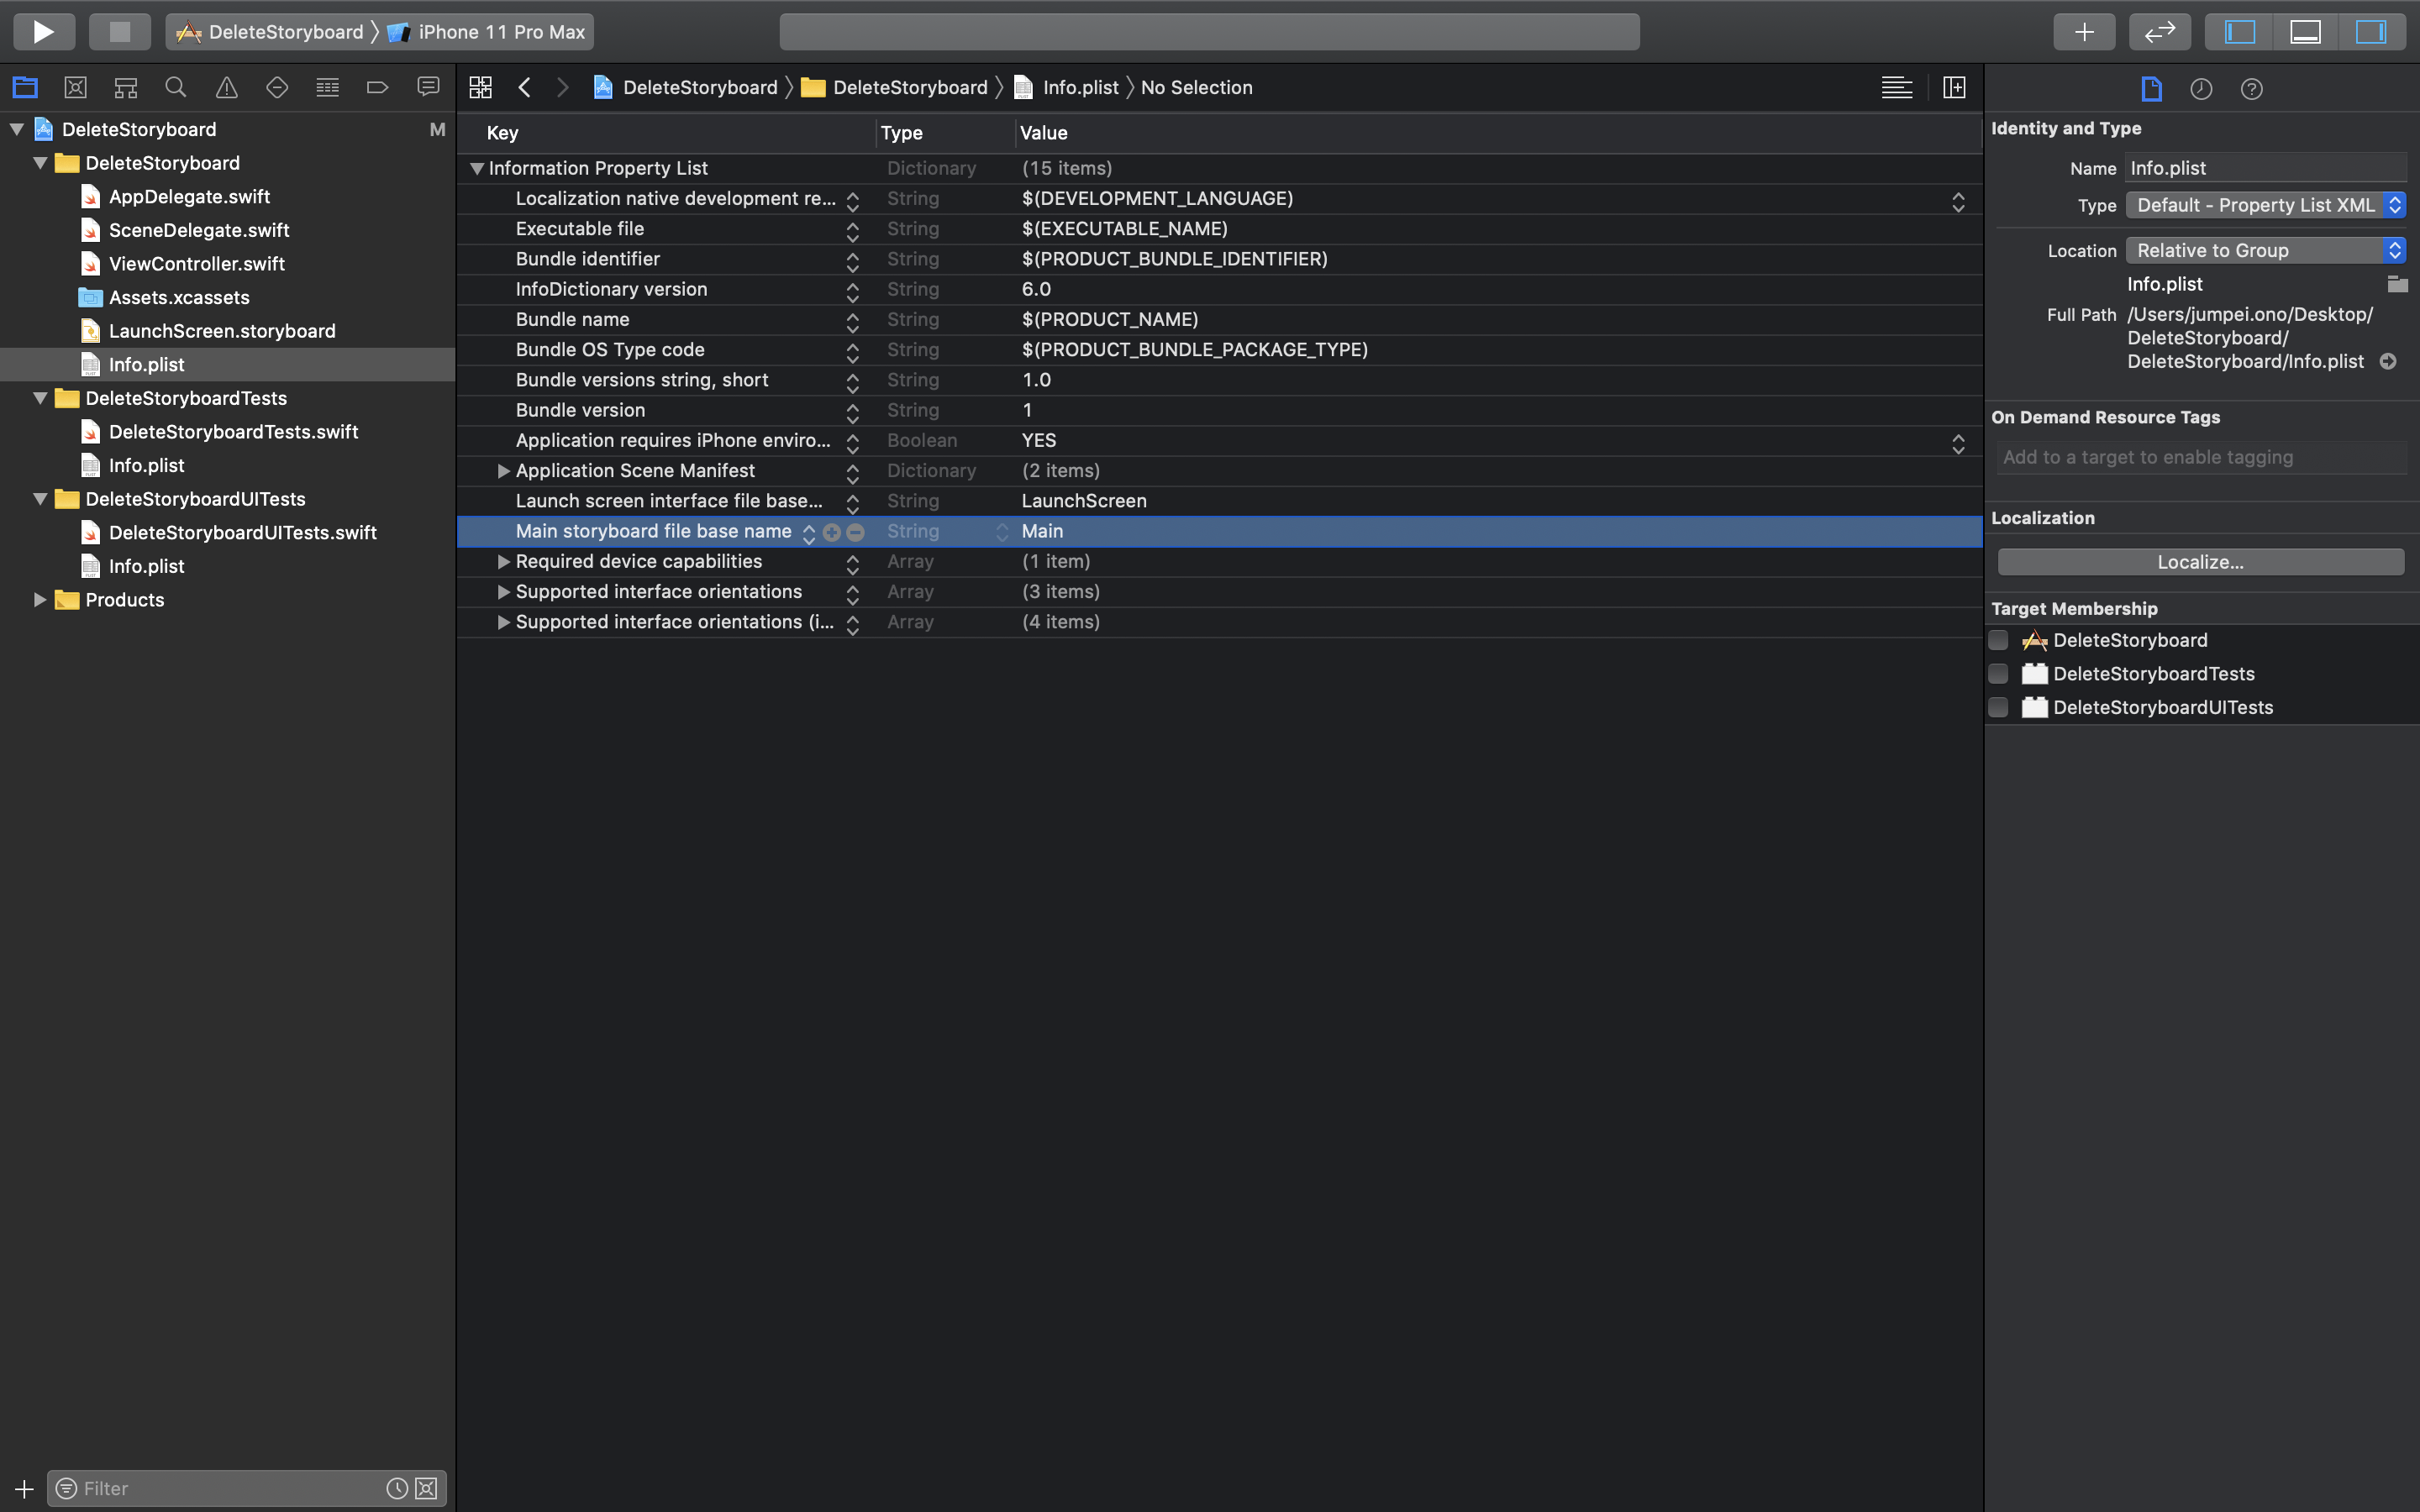 DeleteStoryboard 〉 iPhone 11 Pro Max
DeleteStoryboard 〉 DeleteStoryboard 〉 Info.plist 〉 No Selection
DeleteStoryboard M
DeleteStoryboard
AppDelegate.swift
SceneDelegate.swift
ViewController.swift
Assets.xcassets
LaunchScreen.storyboard
Info.plist
DeleteStoryboardTests
DeleteStoryboardTests.swift
Info.plist
DeleteStoryboardUITests
DeleteStoryboardUITests.swift
Info.plist
Products
Filter
Key Type Value
Information Property List Dictionary (15 items)
Localization native development re... String $(DEVELOPMENT_LANGUAGE)
Executable file String $(EXECUTABLE_NAME)
Bundle identifier String $(PRODUCT_BUNDLE_IDENTIFIER)
InfoDictionary version String 6.0
Bundle name String $(PRODUCT_NAME)
Bundle OS Type code String $(PRODUCT_BUNDLE_PACKAGE_TYPE)
Bundle versions string, short String 1.0
Bundle version String 1
Application requires iPhone enviro... Boolean YES
Application Scene Manifest Dictionary (2 items)
Launch screen interface file base... String LaunchScreen
Main storyboard file base name String Main
Required device capabilities Array (1 item)
Supported interface orientations Array (3 items)
Supported interface orientations (i... Array (4 items)
Identity and Type
Name Info.plist
Type Default - Property List XML
Location Relative to Group
Info.plist
Full Path /Users/jumpei.ono/Desktop/
DeleteStoryboard/
DeleteStoryboard/Info.plist
On Demand Resource Tags
Add to a target to enable tagging
Localization
Localize...
Target Membership
DeleteStoryboard
DeleteStoryboardTests
DeleteStoryboardUITests